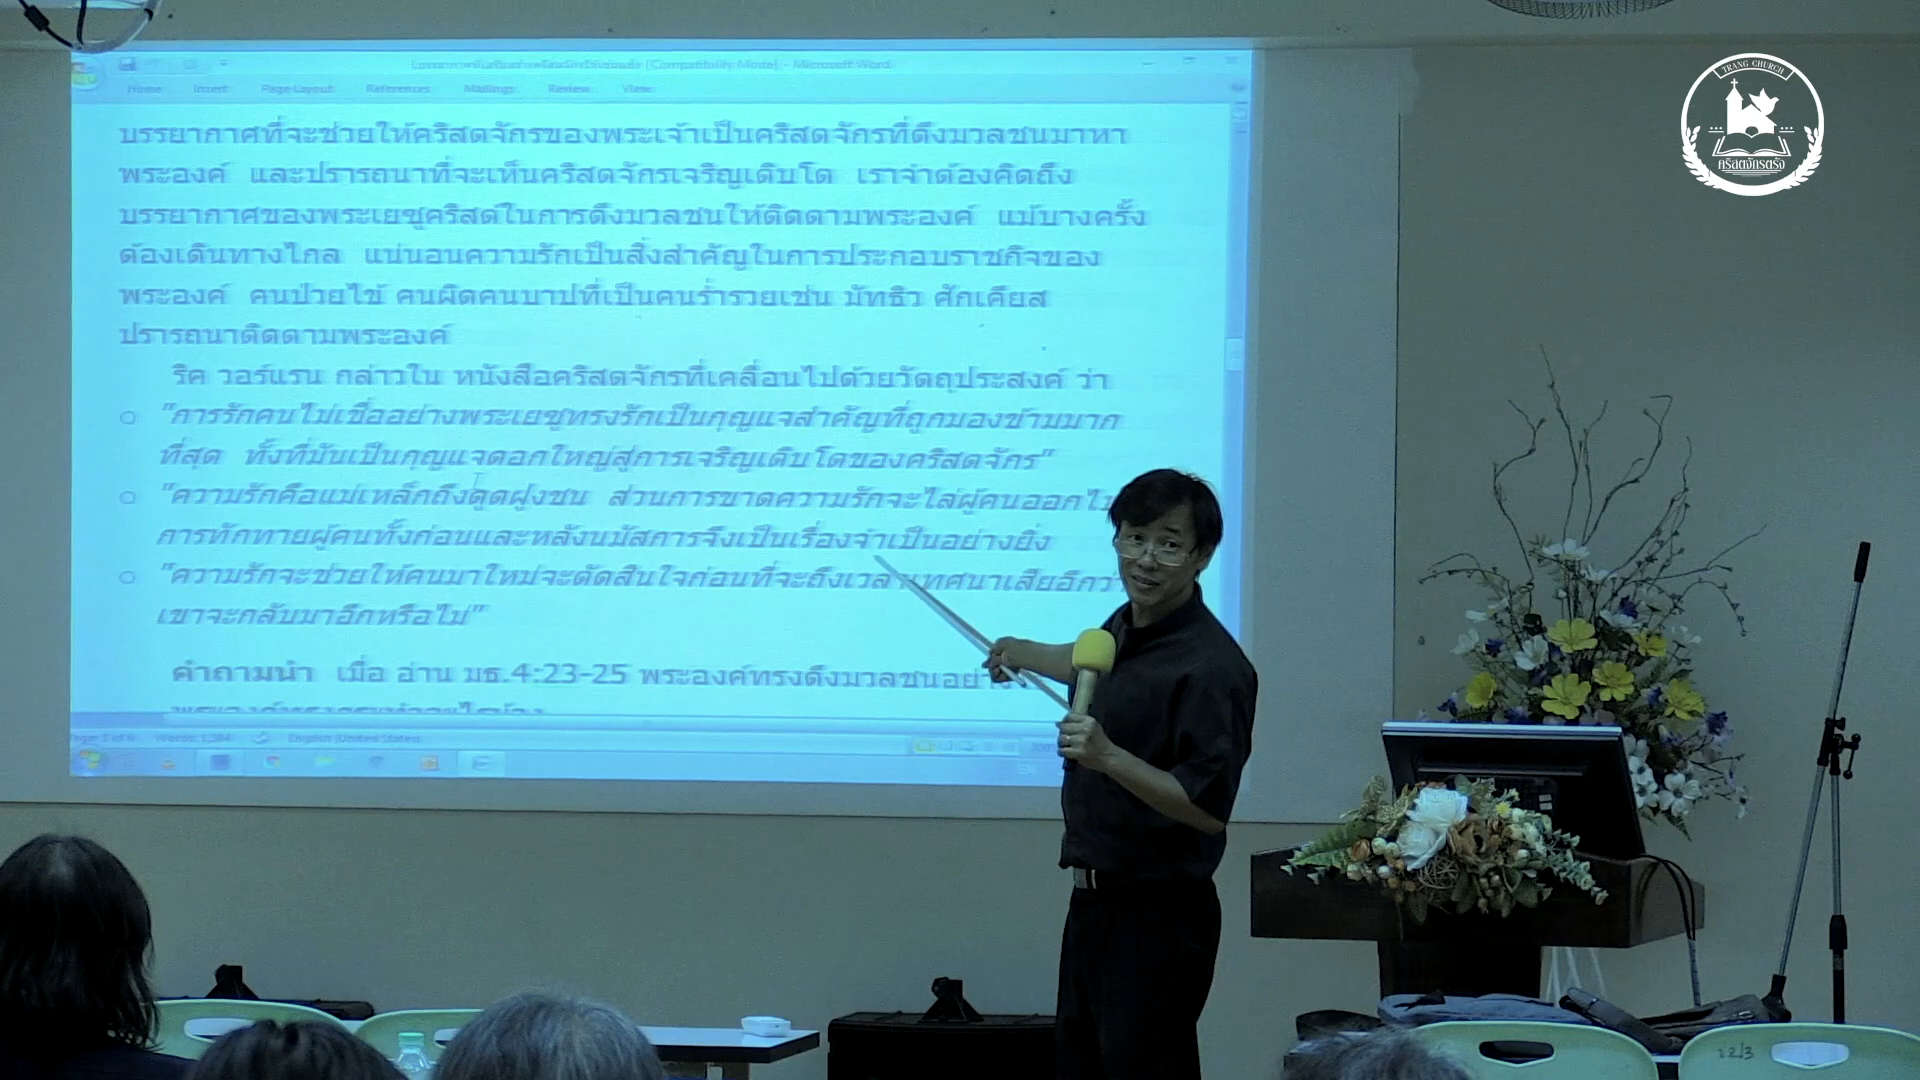 [Compatibility Mode] - Microsoft Word
Home Insert Page Layout References Mailings Review View
TRANG CHURCH
คริสตจักรตรัง
บรรยากาศที่จะช่วยให้คริสตจักรของพระเจ้าเป็นคริสตจักรที่ดึงมวลชนมาหา
พระองค์ และปรารถนาที่จะเห็นคริสตจักรเจริญเติบโต เราจำต้องคิดถึง
บรรยากาศของพระเยซูคริสต์ในการดึงมวลชนให้ติดตามพระองค์ แม้บางครั้ง
ต้องเดินทางไกล แน่นอนความรักเป็นสิ่งสำคัญในการประกอบราชกิจของ
พระองค์ คนป่วยไข้ คนผิดคนบาปที่เป็นคนร่ำรวยเช่น มัทธิว ศักเคียส
ปรารถนาติดตามพระองค์
ริค วอร์แรน กล่าวใน หนังสือคริสตจักรที่เคลื่อนไปด้วยวัตถุประสงค์ ว่า
"การรักคนไม่เชื่ออย่างพระเยซูทรงรักเป็นกุญแจสำคัญที่ถูกมองข้ามมาก
ที่สุด ทั้งที่มันเป็นกุญแจดอกใหญ่สู่การเจริญเติบโตของคริสตจักร"
"ความรักคือแม่เหล็กถึงดูดฝูงชน ส่วนการขาดความรักจะไล่ผู้คนออกไป
การทักทายผู้คนทั้งก่อนและหลังนมัสการจึงเป็นเรื่องจำเป็นอย่างยิ่ง
"ความรักจะช่วยให้คนมาใหม่จะตัดสินใจก่อนที่จะถึงเวลาเทศนาเสียอีกว่า
เขาจะกลับมาอีกหรือไม่"
คำถามนำ เมื่อ อ่าน มธ.4:23-25 พระองค์ทรงดึงมวลชนอย่าง
Page: 3 of 6 Words: 1,384 English (United States)
12/3